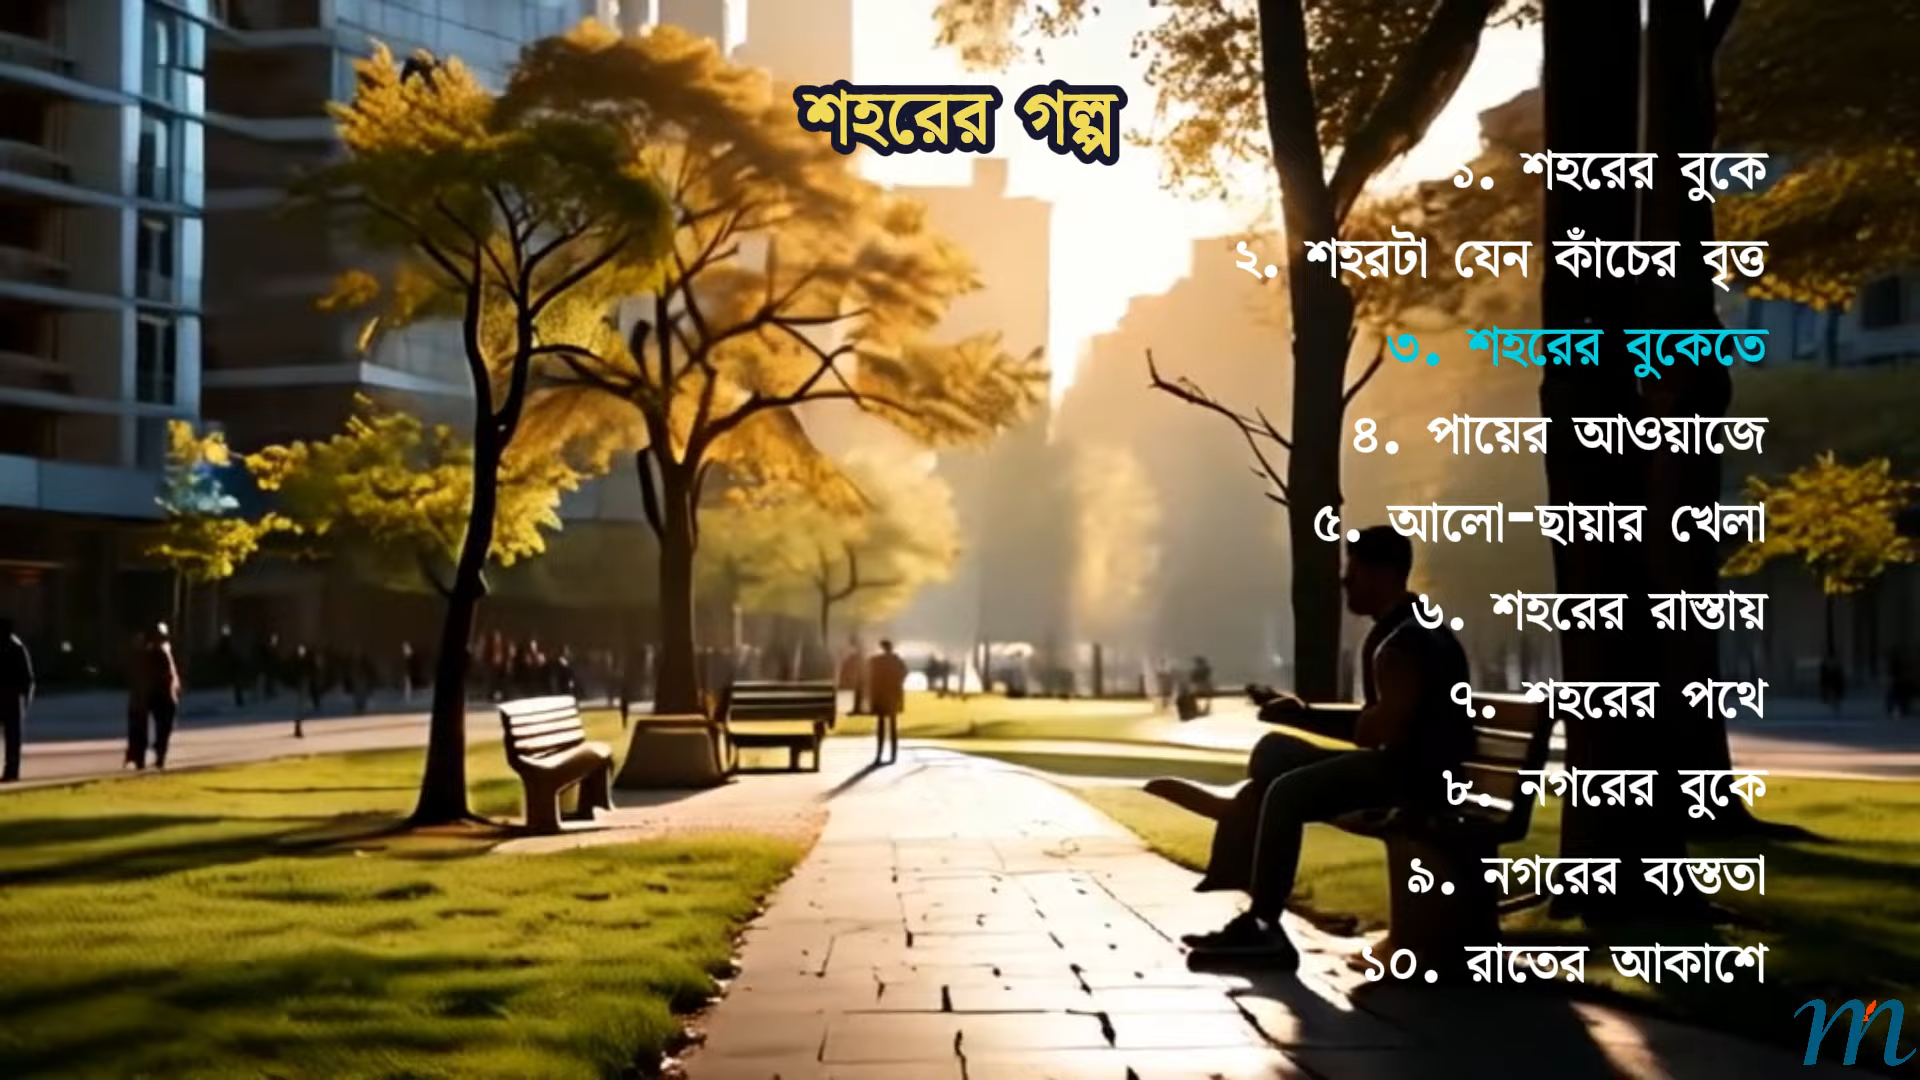 শহরের গল্প
১. শহরের বুকে
২. শহরটা যেন কাঁচের বৃত্ত
৩. শহরের বুকেতে
৪. পায়ের আওয়াজে
৫. আলো-ছায়ার খেলা
৬. শহরের রাস্তায়
৭. শহরের পথে
৮. নগরের বুকে
৯. নগরের ব্যস্ততা
১০. রাতের আকাশে
m